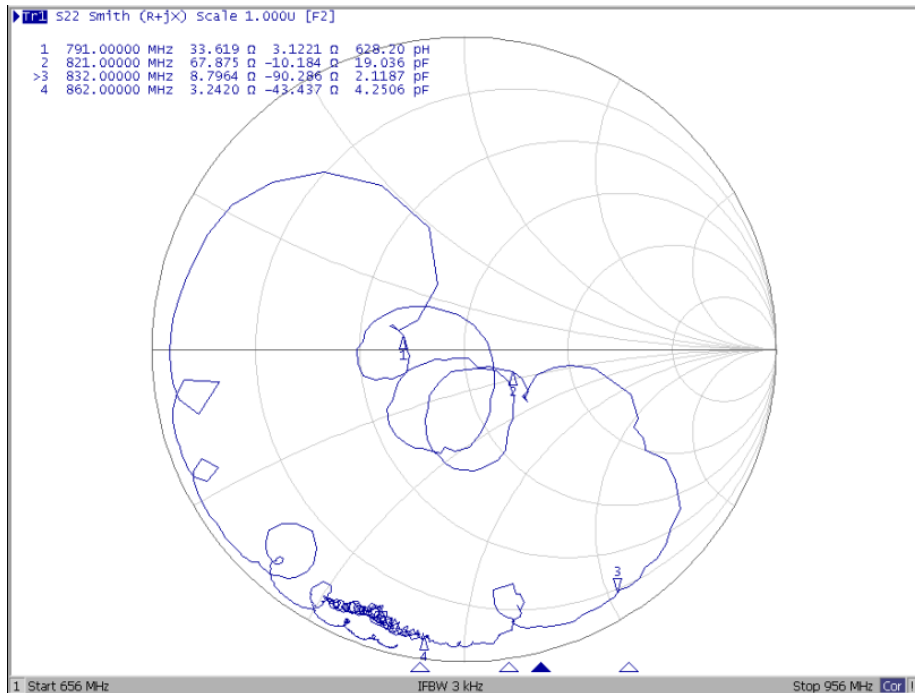 Tr1 S22 Smith (R+jX) Scale 1.000U [F2]
1 791.00000 MHz 33.619 Ω 3.1221 Ω 628.20 pH
2 821.00000 MHz 67.875 Ω -10.184 Ω 19.036 pF
>3 832.00000 MHz 8.7964 Ω -90.286 Ω 2.1187 pF
4 862.00000 MHz 3.2420 Ω -43.437 Ω 4.2506 pF
1
2
3
4
1 Start 656 MHz IFBW 3 kHz Stop 956 MHz Cor !